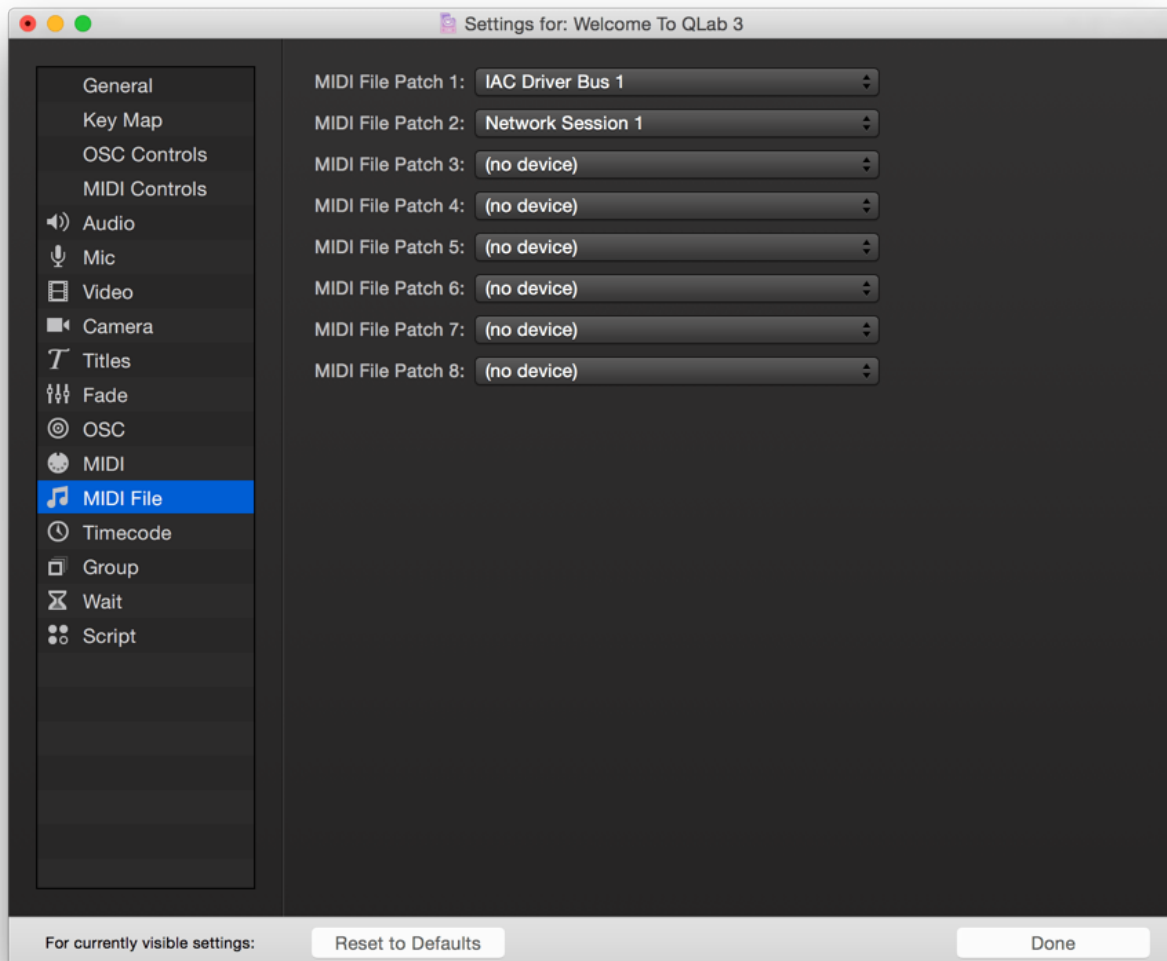 Settings for: Welcome To QLab 3
General
Key Map
OSC Controls
MIDI Controls
Audio
Mic
Video
Camera
Titles
Fade
OSC
MIDI
MIDI File
Timecode
Group
Wait
Script
MIDI File Patch 1: IAC Driver Bus 1
MIDI File Patch 2: Network Session 1
MIDI File Patch 3: (no device)
MIDI File Patch 4: (no device)
MIDI File Patch 5: (no device)
MIDI File Patch 6: (no device)
MIDI File Patch 7: (no device)
MIDI File Patch 8: (no device)
For currently visible settings: Reset to Defaults Done